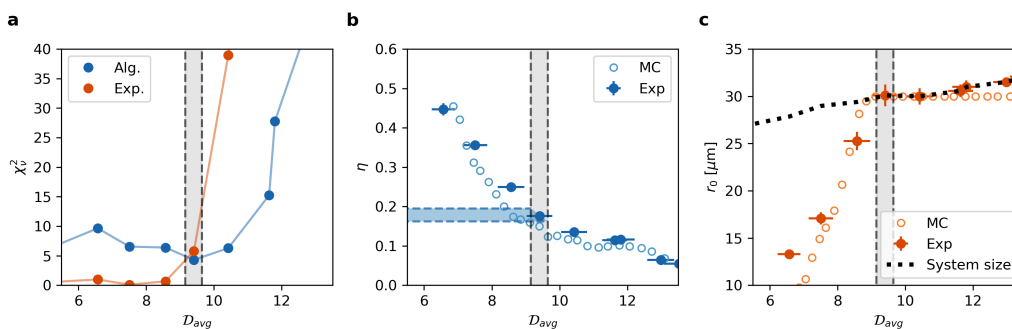 a
b
c
40
35
30
25
20
15
10
5
0
χ²ᵥ
Alg.
Exp.
6
8
10
12
𝒟avg
0.6
0.5
0.4
0.3
0.2
0.1
0.0
η
MC
Exp
6
8
10
12
𝒟avg
35
30
25
20
15
10
r₀ [μm]
MC
Exp
System size
6
8
10
12
𝒟avg